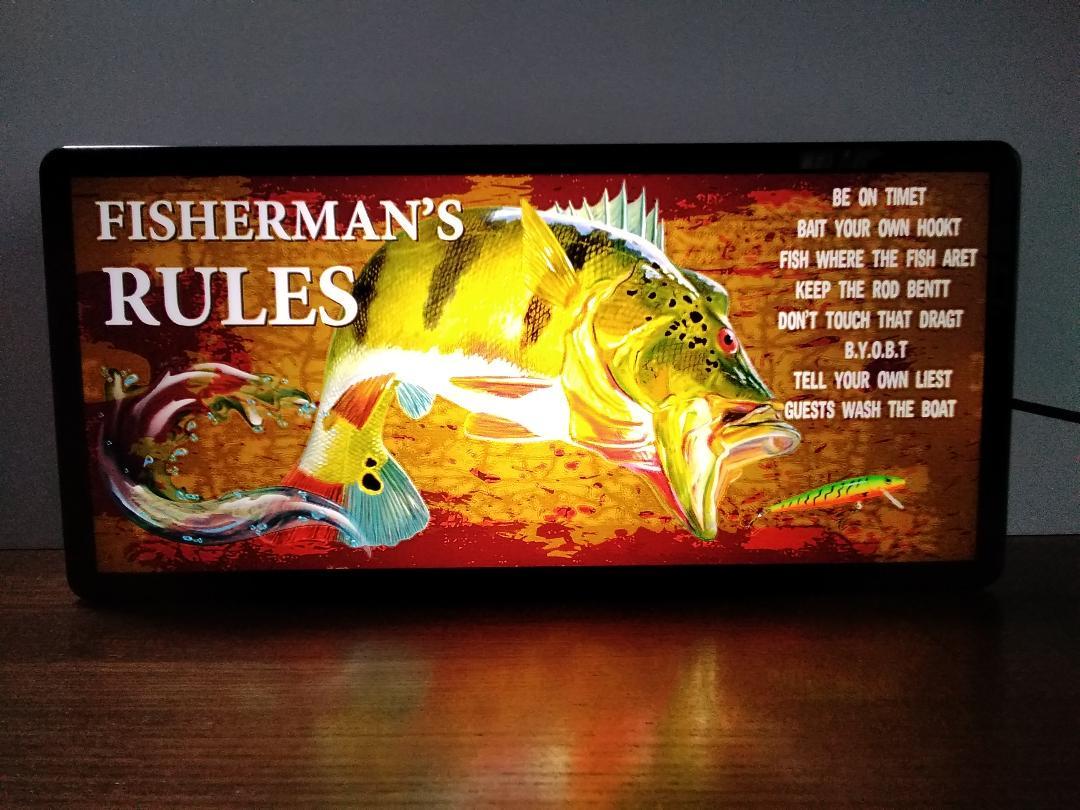 FISHERMAN'S
RULES
BE ON TIMET
BAIT YOUR OWN HOOKT
FISH WHERE THE FISH ARET
KEEP THE ROD BENTT
DON'T TOUCH THAT DRAGT
B.Y.O.B.T
TELL YOUR OWN LIEST
GUESTS WASH THE BOAT